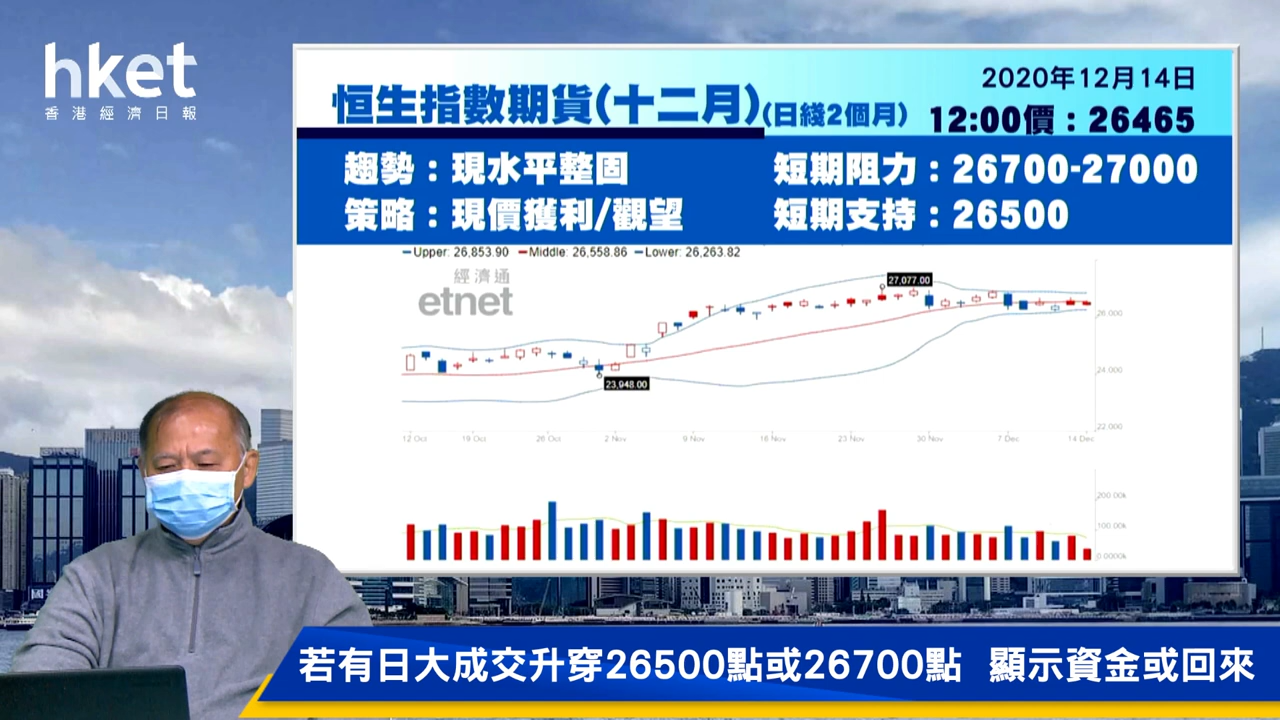 hket
香港經濟日報
2020年12月14日
恒生指數期貨(十二月)(日綫2個月)
12:00價：26465
趨勢：現水平整固
短期阻力：26700-27000
策略：現價獲利/觀望
短期支持：26500
Upper: 26,853.90 Middle: 26,558.86 Lower: 26,263.82
經濟通
etnet
27,077.00
26,000
24,000
23,948.00
22,000
12 Oct 19 Oct 26 Oct 2 Nov 9 Nov 16 Nov 23 Nov 30 Nov 7 Dec 14 Dec
200.00k
100.00k
0.0000k
若有日大成交升穿26500點或26700點 顯示資金或回來